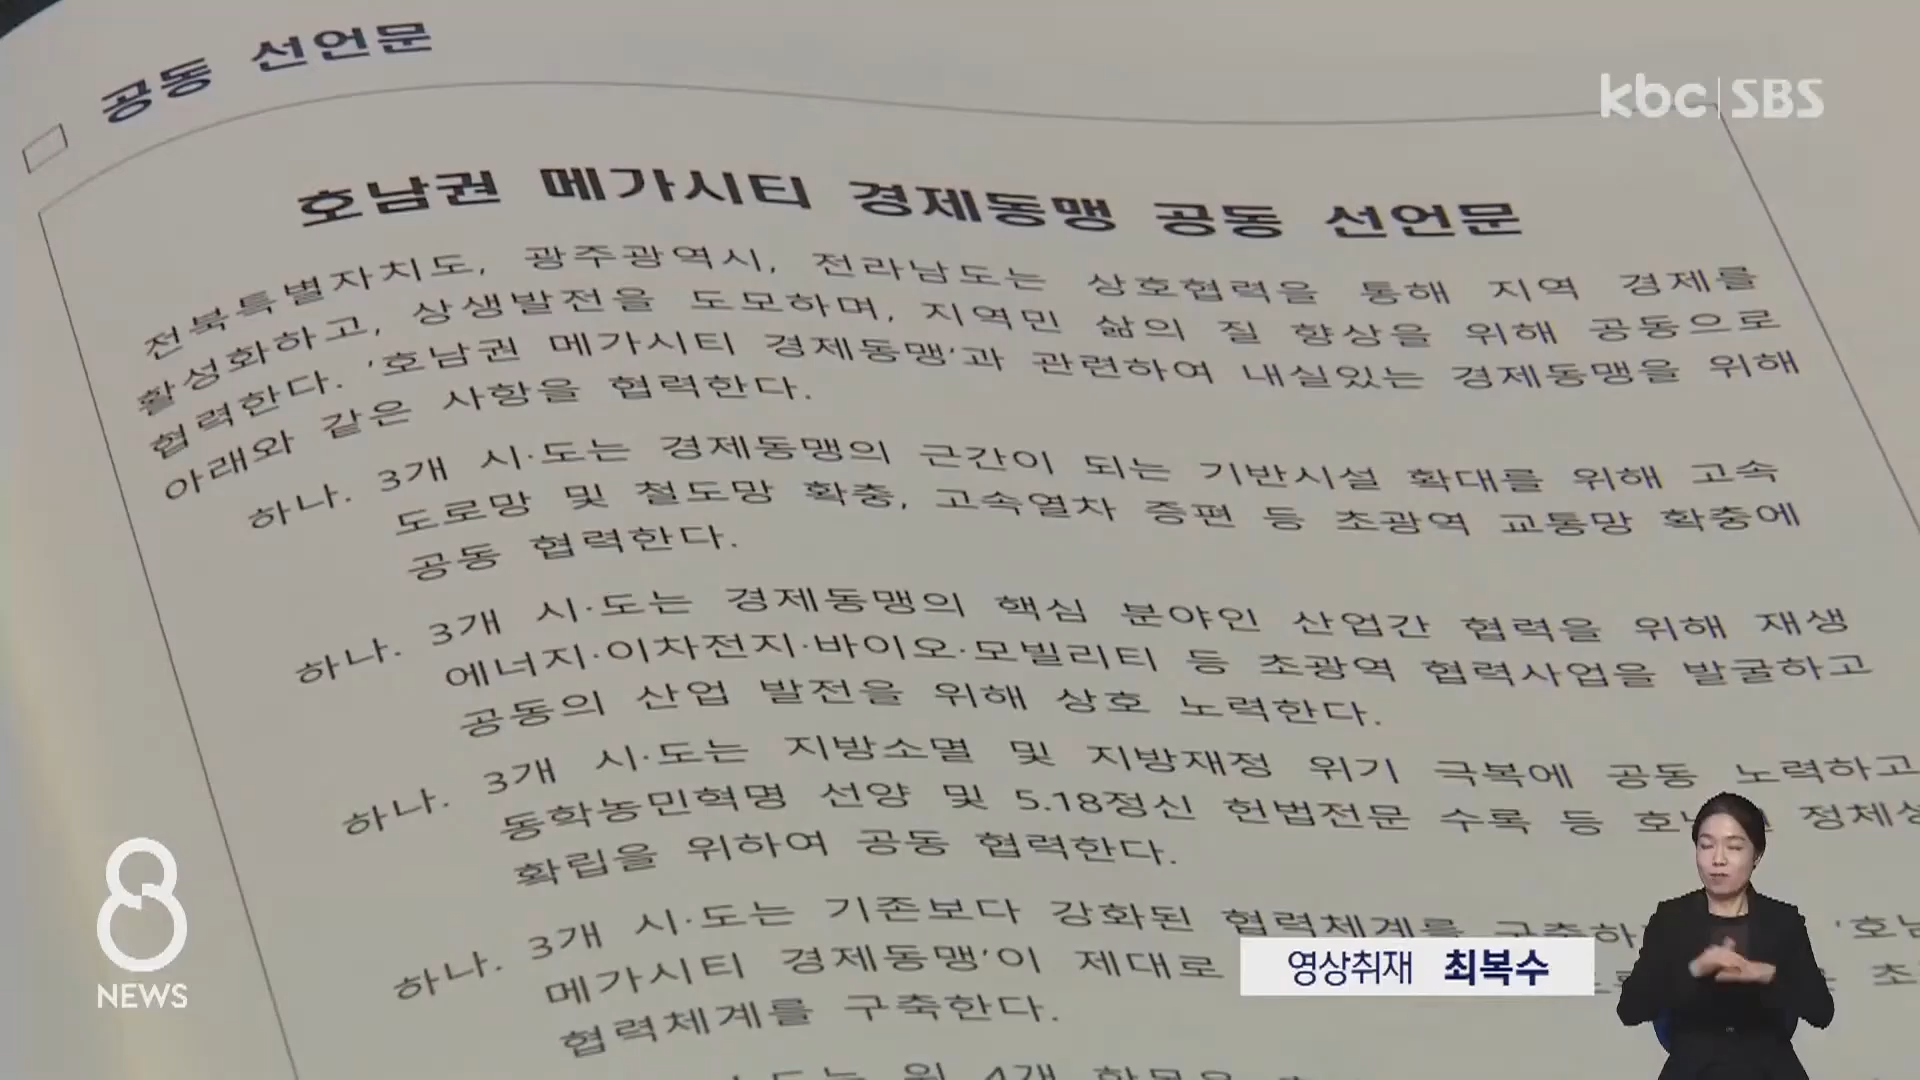 공동 선언문
kbc SBS
호남권 메가시티 경제동맹 공동 선언문
전북특별자치도, 광주광역시, 전라남도는 상호협력을 통해 지역 경제를
활성화하고, 상생발전을 도모하며, 지역민 삶의 질 향상을 위해 공동으로
협력한다. '호남권 메가시티 경제동맹'과 관련하여 내실있는 경제동맹을 위해
아래와 같은 사항을 협력한다.
하나. 3개 시·도는 경제동맹의 근간이 되는 기반시설 확대를 위해 고속
도로망 및 철도망 확충, 고속열차 증편 등 초광역 교통망 확충에
공동 협력한다.
하나. 3개 시·도는 경제동맹의 핵심 분야인 산업간 협력을 위해 재생
에너지·이차전지·바이오·모빌리티 등 초광역 협력사업을 발굴하고
공동의 산업 발전을 위해 상호 노력한다.
하나. 3개 시·도는 지방소멸 및 지방재정 위기 극복에 공동 노력하고
동학농민혁명 선양 및 5.18정신 헌법전문 수록 등 정체성
확립을 위하여 공동 협력한다.
하나. 3개 시·도는 기존보다 강화된 협력체계를
메가시티 경제동맹'이 제대로
협력체계를 구축한다.
8
NEWS
영상취재 최복수